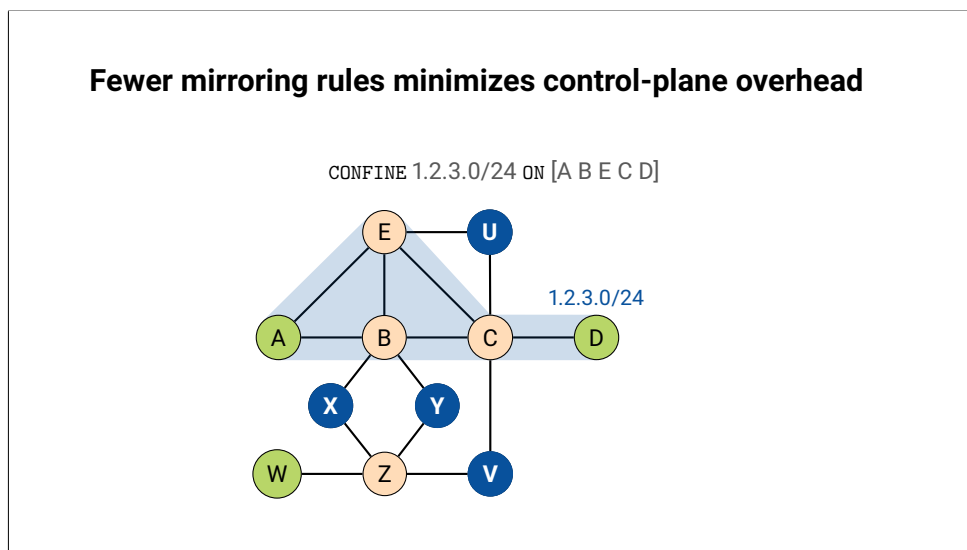 Fewer mirroring rules minimizes control-plane overhead
CONFINE 1.2.3.0/24 ON [A B E C D]
E U
1.2.3.0/24
A B C D
X Y
W Z V